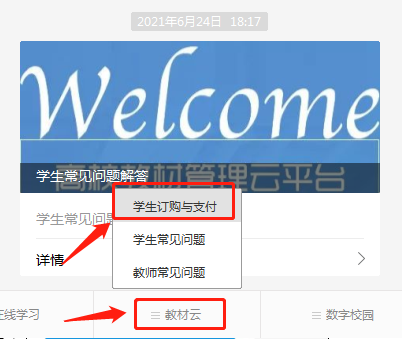 2021年6月24日 18:17
Welcome
高校教材管理云平台
学生常见问题解答
学生常见问题
学生订购与支付
学生常见问题
教师常见问题
详情
在线学习
教材云
数字校园